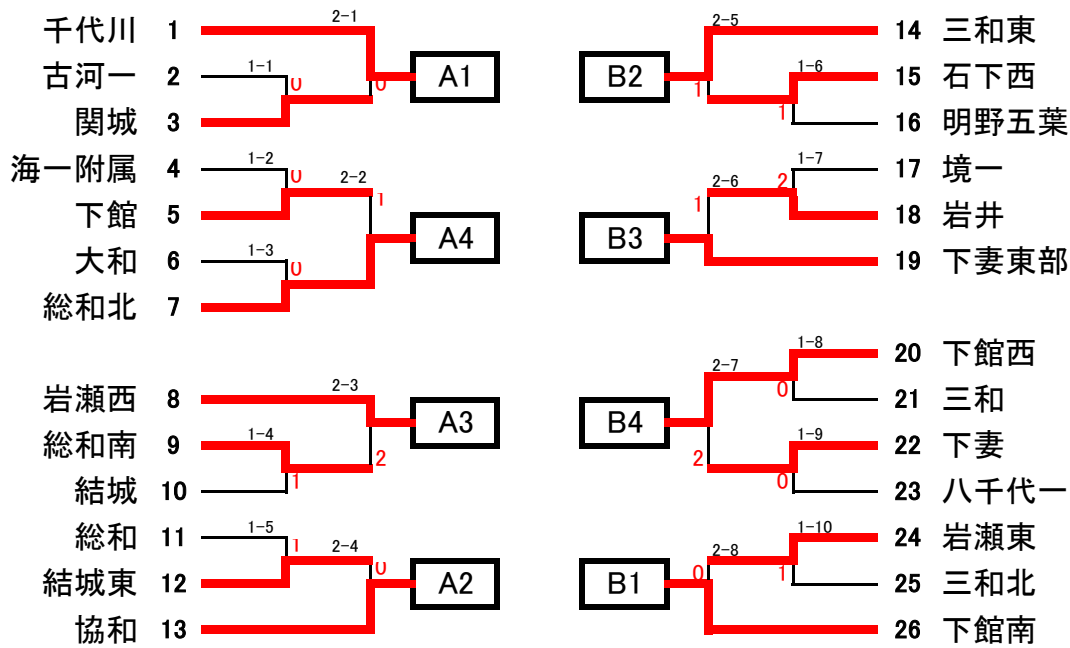 千代川 1
2-1
古河一 2
1-1
0
0
A1
関城 3
海一附属 4
1-2
0
2-2
1
下館 5
A4
大和 6
1-3
0
総和北 7
岩瀬西 8
2-3
A3
総和南 9
1-4
2
1
結城 10
総和 11
1-5
1
2-4
0
結城東 12
A2
協和 13
2-5
14 三和東
B2
1-6
15 石下西
1
1
16 明野五葉
1-7
17 境一
2-6
2
1
18 岩井
B3
19 下妻東部
1-8
20 下館西
2-7
0
21 三和
B4
1-9
22 下妻
2
0
23 八千代一
1-10
24 岩瀬東
2-8
0
1
25 三和北
B1
26 下館南